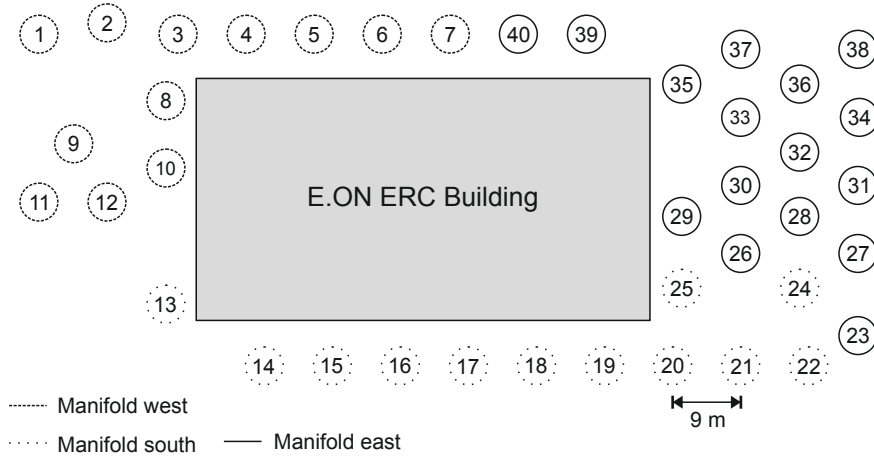 1 2 3 4 5 6 7 40 39
37 38
35 36
8
33 34
9 32
10
E.ON ERC Building
30 31
11 12
29 28
26 27
25 24
13
23
14 15 16 17 18 19 20 21 22
Manifold west
9 m
Manifold south
Manifold east